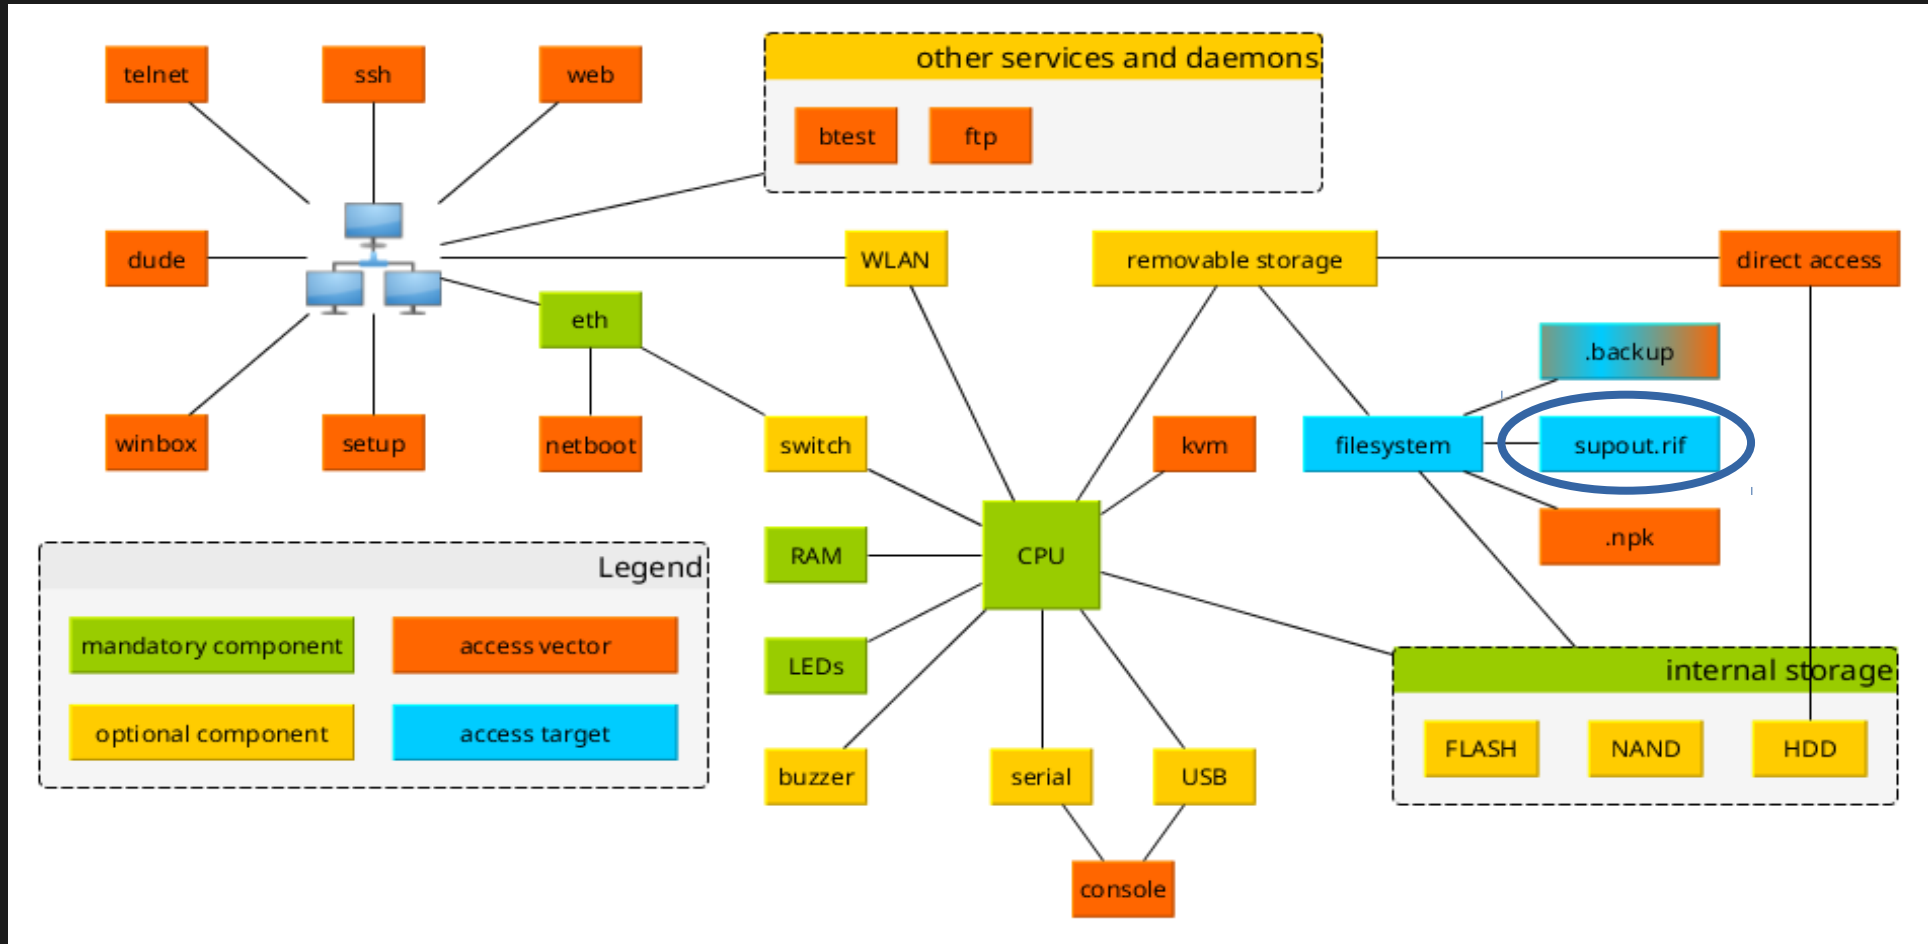 telnet
ssh
web
other services and daemons
btest
ftp
dude
WLAN
removable storage
direct access
eth
.backup
winbox
setup
netboot
switch
kvm
filesystem
supout.rif
.npk
RAM
CPU
Legend
mandatory component
access vector
optional component
access target
LEDs
internal storage
FLASH
NAND
HDD
buzzer
serial
USB
console